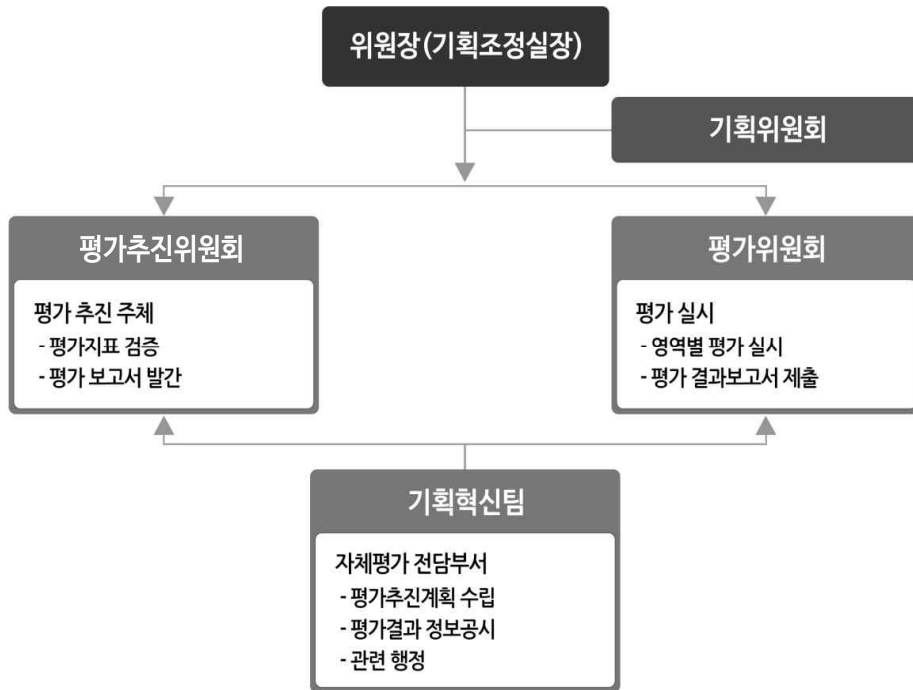 위원장(기획조정실장)
기획위원회
평가추진위원회
평가 추진 주체
- 평가지표 검증
- 평가 보고서 발간
평가위원회
평가 실시
- 영역별 평가 실시
- 평가 결과보고서 제출
기획혁신팀
자체평가 전담부서
- 평가추진계획 수립
- 평가결과 정보공시
- 관련 행정